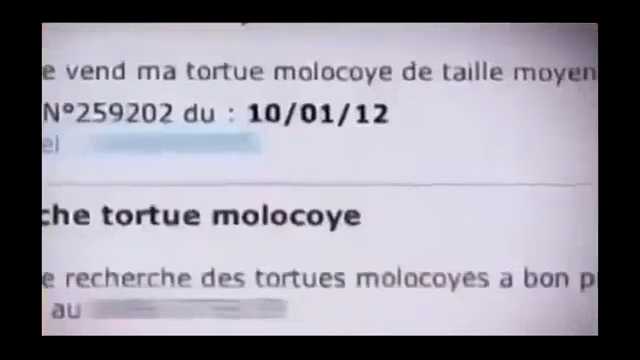 e vend ma tortue molocoye de taille moyen
N°259202 du : 10/01/12
el
che tortue molocoye
e recherche des tortues molocoyes a bon p
au